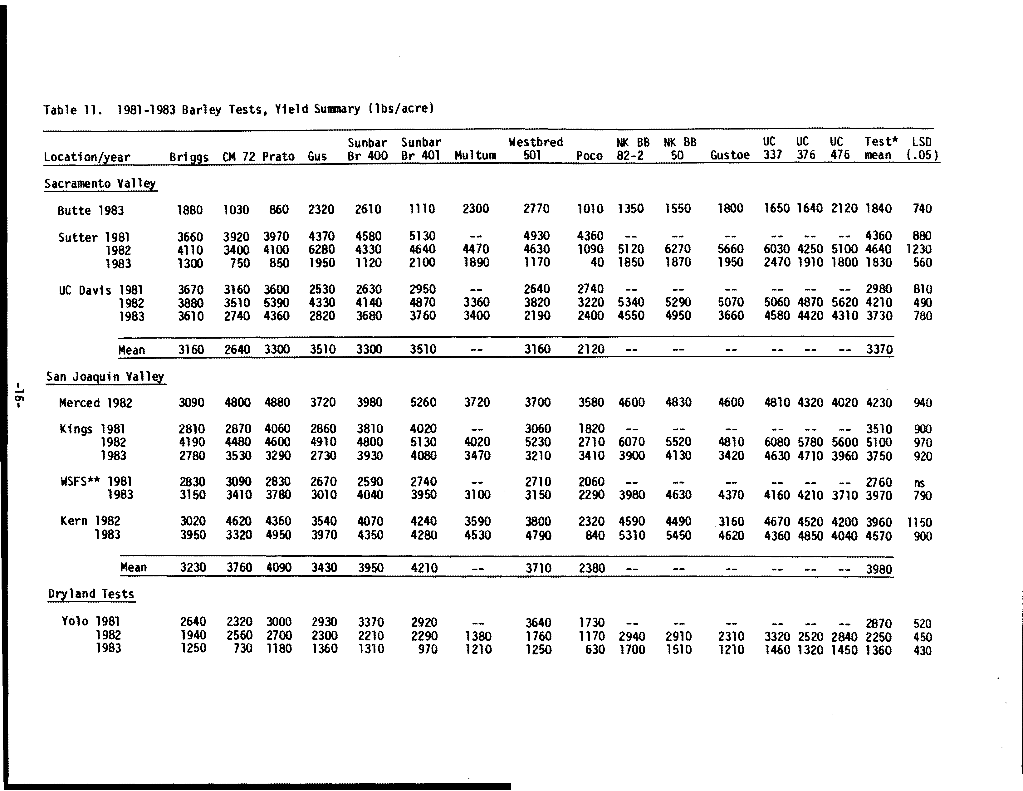 Table 11. 1981-1983 Barley Tests, Yield Summary (lbs/acre)
Sunbar Sunbar Westbred NK BB NK BB UC UC UC Test* LSD
Location/year Briggs CM 72 Prato Gus Br 400 Br 401 Multum 501 Poco 82-2 50 Gustoe 337 376 476 mean (.05)
Sacramento Valley
Butte 1983 1880 1030 860 2320 2610 1110 2300 2770 1010 1350 1550 1800 1650 1640 2120 1840 740
Sutter 1981 3660 3920 3970 4370 4580 5130 -- 4930 4360 -- -- -- -- -- -- 4360 880
1982 4110 3400 4100 6280 4330 4640 4470 4630 1090 5120 6270 5660 6030 4250 5100 4640 1230
1983 1300 750 850 1950 1120 2100 1890 1170 40 1850 1870 1950 2470 1910 1800 1830 560
UC Davis 1981 3670 3160 3600 2530 2630 2950 -- 2640 2740 -- -- -- -- -- -- 2980 810
1982 3880 3510 5390 4330 4140 4870 3360 3820 3220 5340 5290 5070 5060 4870 5620 4210 490
1983 3610 2740 4360 2820 3680 3760 3400 2190 2400 4550 4950 3660 4580 4420 4310 3730 780
Mean 3160 2640 3300 3510 3300 3510 -- 3160 2120 -- -- -- -- -- -- 3370
San Joaquin Valley
Merced 1982 3090 4800 4880 3720 3980 5260 3720 3700 3580 4600 4830 4600 4810 4320 4020 4230 940
Kings 1981 2810 2870 4060 2860 3810 4020 -- 3060 1820 -- -- -- -- -- -- 3510 900
1982 4190 4480 4600 4910 4800 5130 4020 5230 2710 6070 5520 4810 6080 5780 5600 5100 970
1983 2780 3530 3290 2730 3930 4080 3470 3210 3410 3900 4130 3420 4630 4710 3960 3750 920
WSFS** 1981 2830 3090 2830 2670 2590 2740 -- 2710 2060 -- -- -- -- -- -- 2760 ns
1983 3150 3410 3780 3010 4040 3950 3100 3150 2290 3980 4630 4370 4160 4210 3710 3970 790
Kern 1982 3020 4620 4360 3540 4070 4240 3590 3800 2320 4590 4490 3160 4670 4520 4200 3960 1150
1983 3950 3320 4950 3970 4350 4280 4530 4790 840 5310 5450 4620 4360 4850 4040 4570 900
Mean 3230 3760 4090 3430 3950 4210 -- 3710 2380 -- -- -- -- -- -- 3980
Dryland Tests
Yolo 1981 2640 2320 3000 2930 3370 2920 -- 3640 1730 -- -- -- -- -- -- 2870 520
1982 1940 2560 2700 2300 2210 2290 1380 1760 1170 2940 2910 2310 3320 2520 2840 2250 450
1983 1250 730 1180 1360 1310 970 1210 1250 630 1700 1510 1210 1460 1320 1450 1360 430
-16-